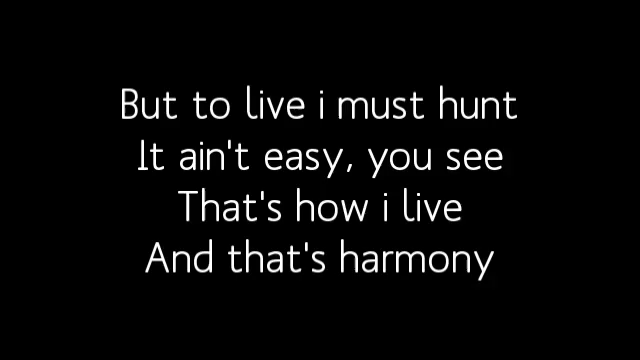 But to live i must hunt
It ain't easy, you see
That's how i live
And that's harmony